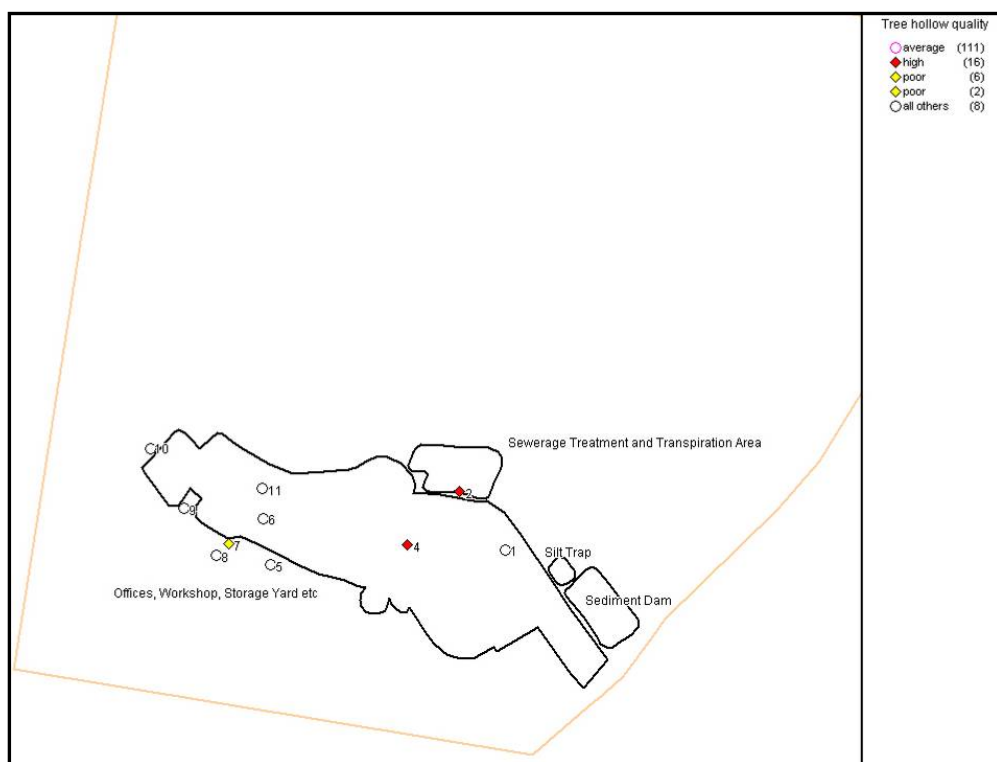 Tree hollow quality
average (111)
high (16)
poor (6)
poor (2)
all others (8)
Sewerage Treatment and Transpiration Area
10
11
2
9
6
7
4
1
8
5
Silt Trap
Offices, Workshop, Storage Yard etc
Sediment Dam